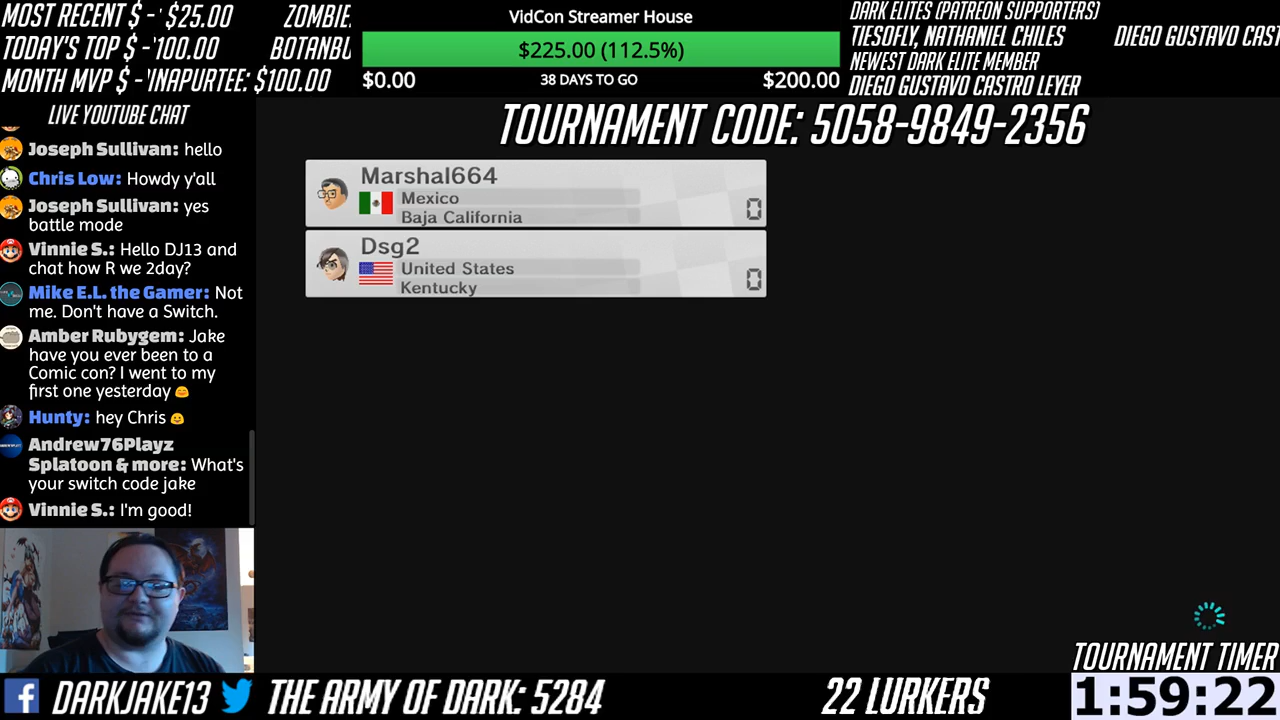 MOST RECENT $ - ' $25.00
ZOMBIE.
TODAY'S TOP $ -'100.00
BOTANBU
MONTH MVP $ -'INAPURTEE: $100.00
VidCon Streamer House
$225.00 (112.5%)
$0.00
38 DAYS TO GO
$200.00
DARK ELITES (PATREON SUPPORTERS)
TIESOFLY, NATHANIEL CHILES
DIEGO GUSTAVO CAST
NEWEST DARK ELITE MEMBER
DIEGO GUSTAVO CASTRO LEYER
LIVE YOUTUBE CHAT
Joseph Sullivan: hello
Chris Low: Howdy y'all
Joseph Sullivan: yes
battle mode
Vinnie S.: Hello DJ13 and
chat how R we 2day?
Mike E.L. the Gamer: Not
me. Don't have a Switch.
Amber Rubygem: Jake
have you ever been to a
Comic con? I went to my
first one yesterday 😊
Hunty: hey Chris 😊
Andrew76Playz
Splatoon & more: What's
your switch code jake
Vinnie S.: I'm good!
TOURNAMENT CODE: 5058-9849-2356
Marshal664
Mexico
Baja California
0
Dsg2
United States
Kentucky
0
TOURNAMENT TIMER
1:59:22
DARKJAKE13
THE ARMY OF DARK: 5284
22 LURKERS